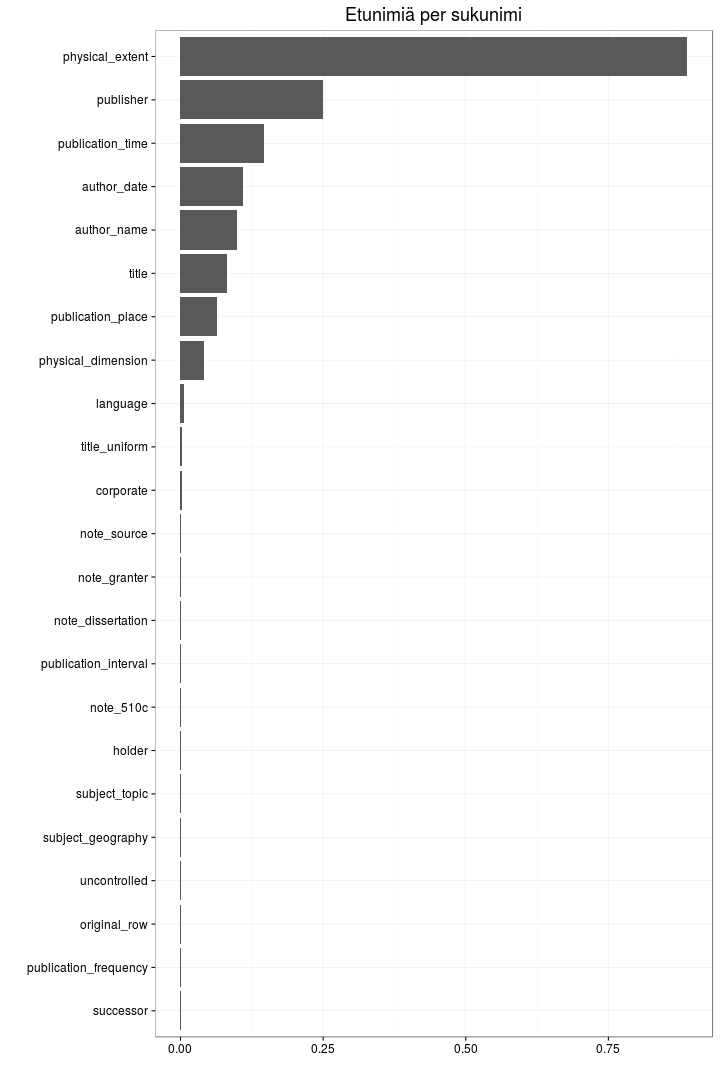 Etunimiä per sukunimi
physical_extent
publisher
publication_time
author_date
author_name
title
publication_place
physical_dimension
language
title_uniform
corporate
note_source
note_granter
note_dissertation
publication_interval
note_510c
holder
subject_topic
subject_geography
uncontrolled
original_row
publication_frequency
successor
0.00 0.25 0.50 0.75